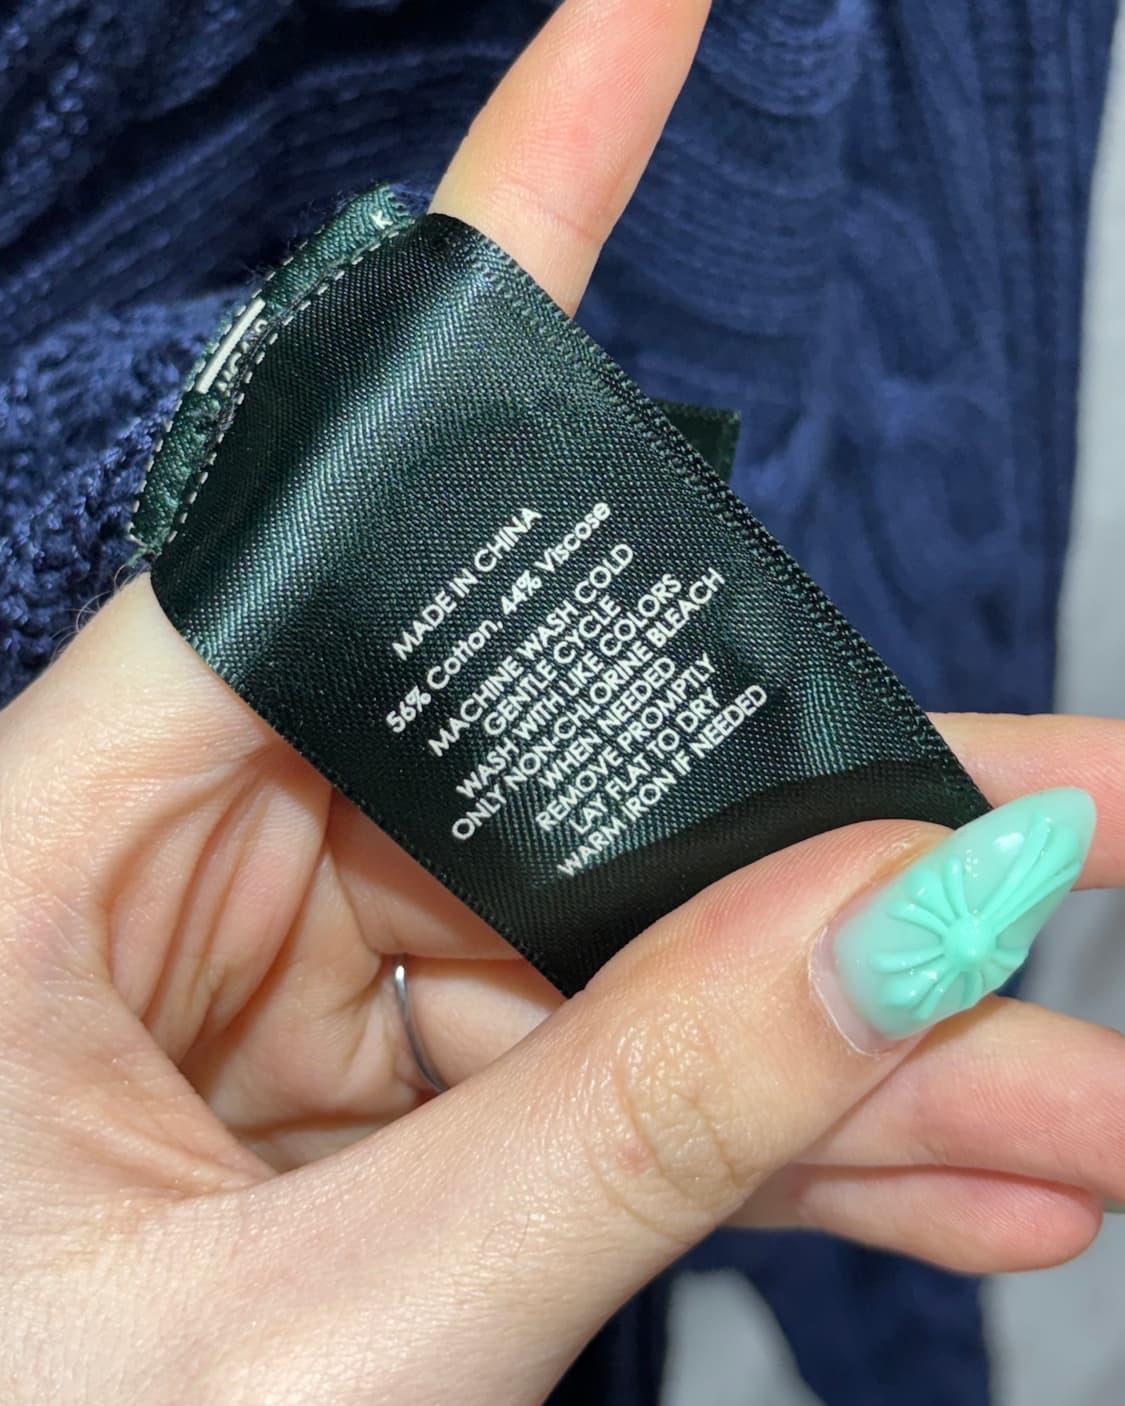 MADE IN CHINA
56% Cotton, 44% Viscose
MACHINE WASH COLD
GENTLE CYCLE
WASH WITH LIKE COLORS
ONLY NON-CHLORINE BLEACH
WHEN NEEDED
REMOVE PROMPTLY
LAY FLAT TO DRY
WARM IRON IF NEEDED